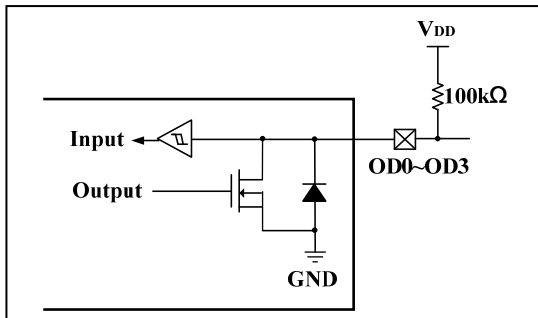 VDD
100kΩ
Input
OD0~OD3
Output
GND